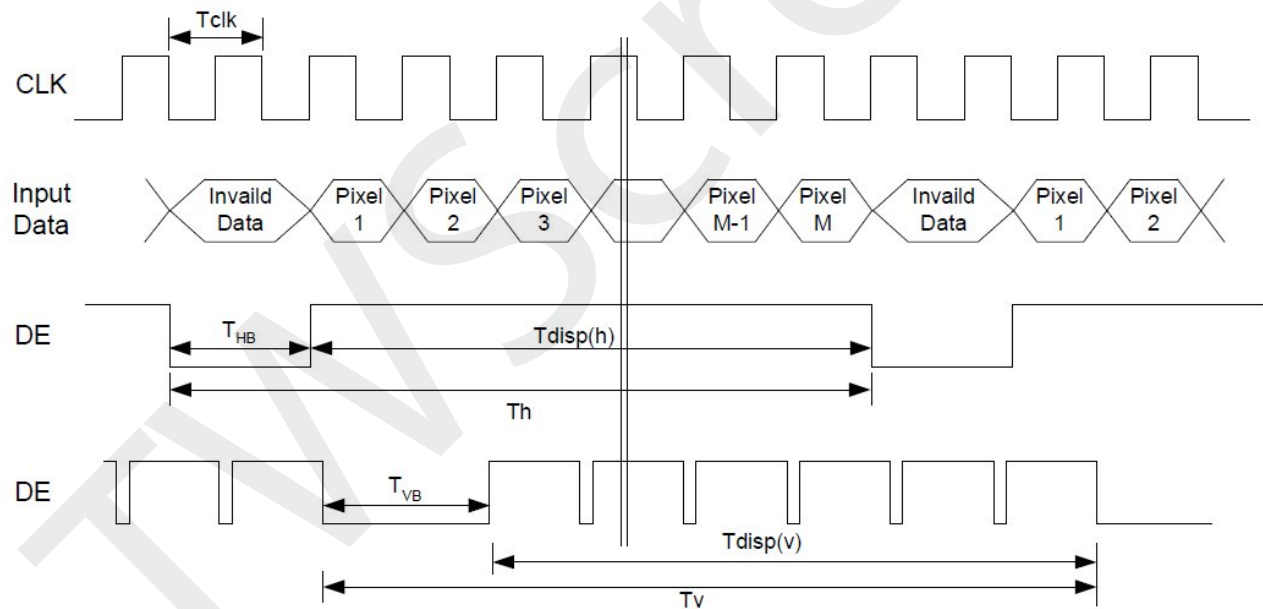 Tclk
CLK
Input
Data
Invaild
Data
Pixel
1
Pixel
2
Pixel
3
Pixel
M-1
Pixel
M
Invaild
Data
Pixel
1
Pixel
2
DE
THB
Tdisp(h)
Th
DE
TVB
Tdisp(v)
Tv